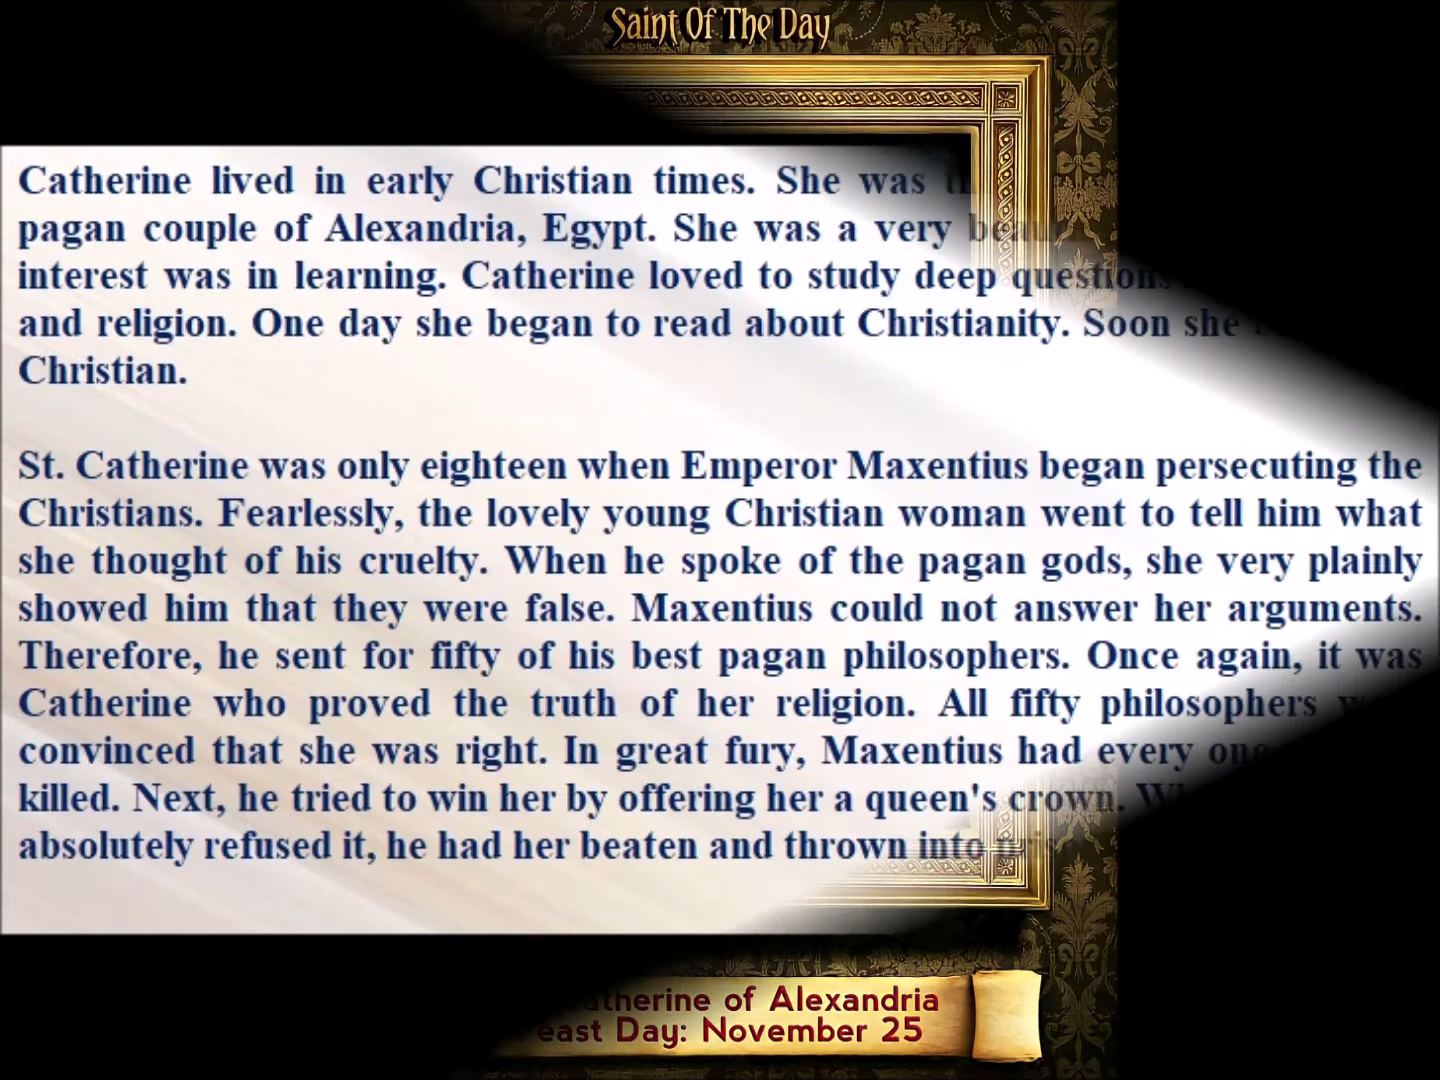 Saint Of The Day
Catherine lived in early Christian times. She was
pagan couple of Alexandria, Egypt. She was a very
interest was in learning. Catherine loved to study deep questions
and religion. One day she began to read about Christianity. Soon she
Christian.
St. Catherine was only eighteen when Emperor Maxentius began persecuting the
Christians. Fearlessly, the lovely young Christian woman went to tell him what
she thought of his cruelty. When he spoke of the pagan gods, she very plainly
showed him that they were false. Maxentius could not answer her arguments.
Therefore, he sent for fifty of his best pagan philosophers. Once again, it was
Catherine who proved the truth of her religion. All fifty philosophers
convinced that she was right. In great fury, Maxentius had every
killed. Next, he tried to win her by offering her a queen's crown.
absolutely refused it, he had her beaten and thrown into
of Alexandria
Day: November 25